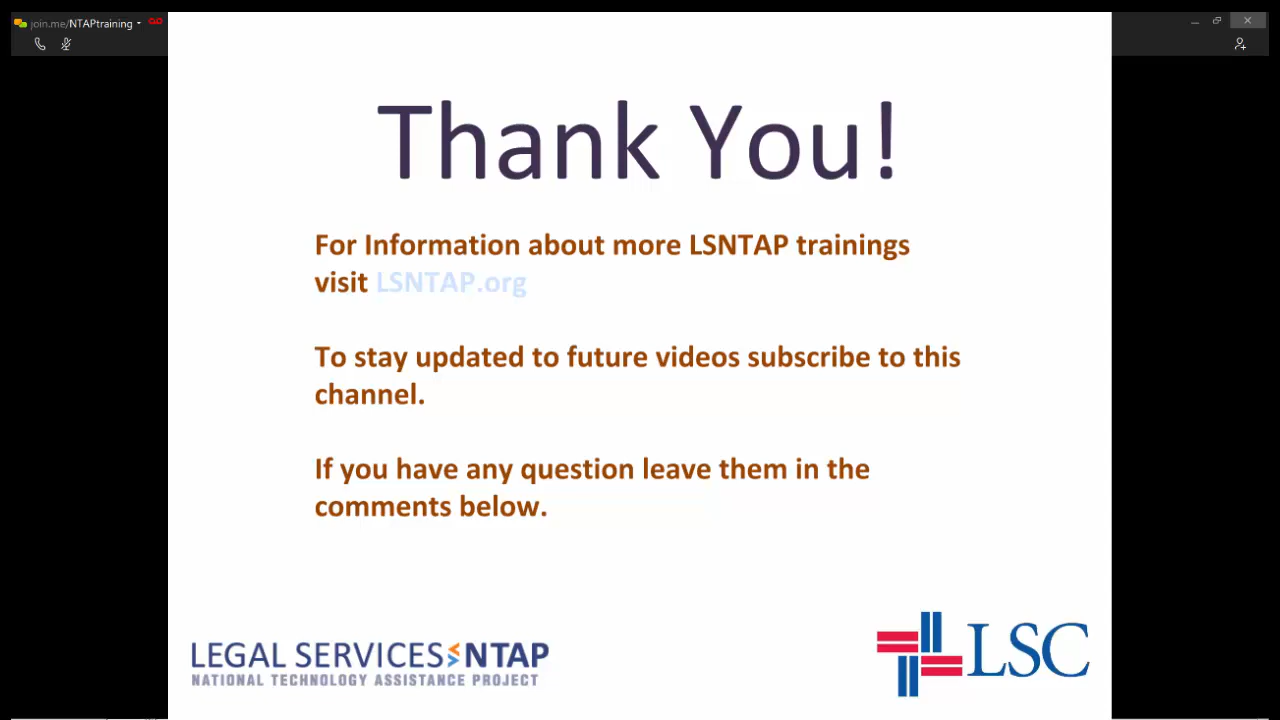 join.me/NTAPtraining
Thank You!
For Information about more LSNTAP trainings
visit LSNTAP.org
To stay updated to future videos subscribe to this
channel.
If you have any question leave them in the
comments below.
LEGAL SERVICES NTAP
NATIONAL TECHNOLOGY ASSISTANCE PROJECT
LSC